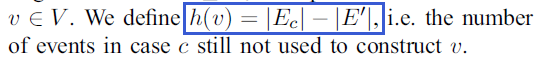 v ∈ V. We define h(v) = |E_c| − |E'|, i.e. the number
of events in case c still not used to construct v.